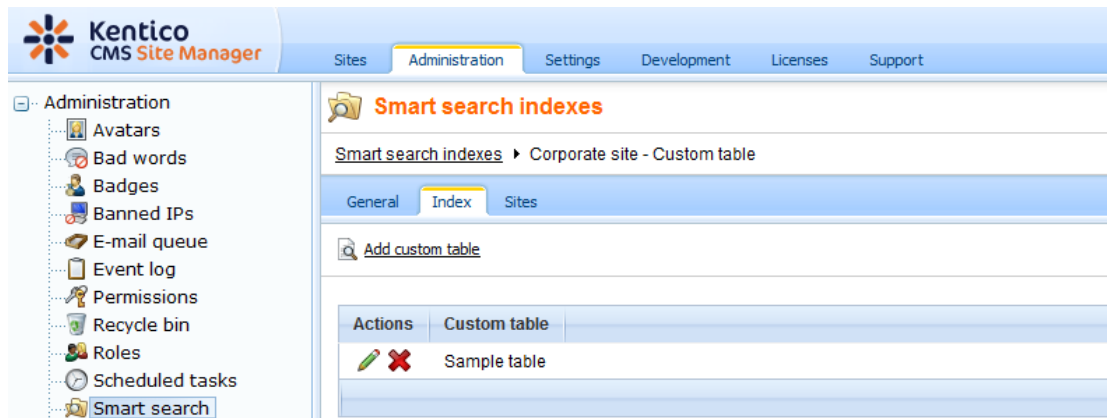 Kentico
CMS Site Manager
Sites Administration Settings Development Licenses Support
Administration
Avatars
Bad words
Badges
Banned IPs
E-mail queue
Event log
Permissions
Recycle bin
Roles
Scheduled tasks
Smart search
Smart search indexes
Smart search indexes Corporate site - Custom table
General Index Sites
Add custom table
Actions Custom table
Sample table